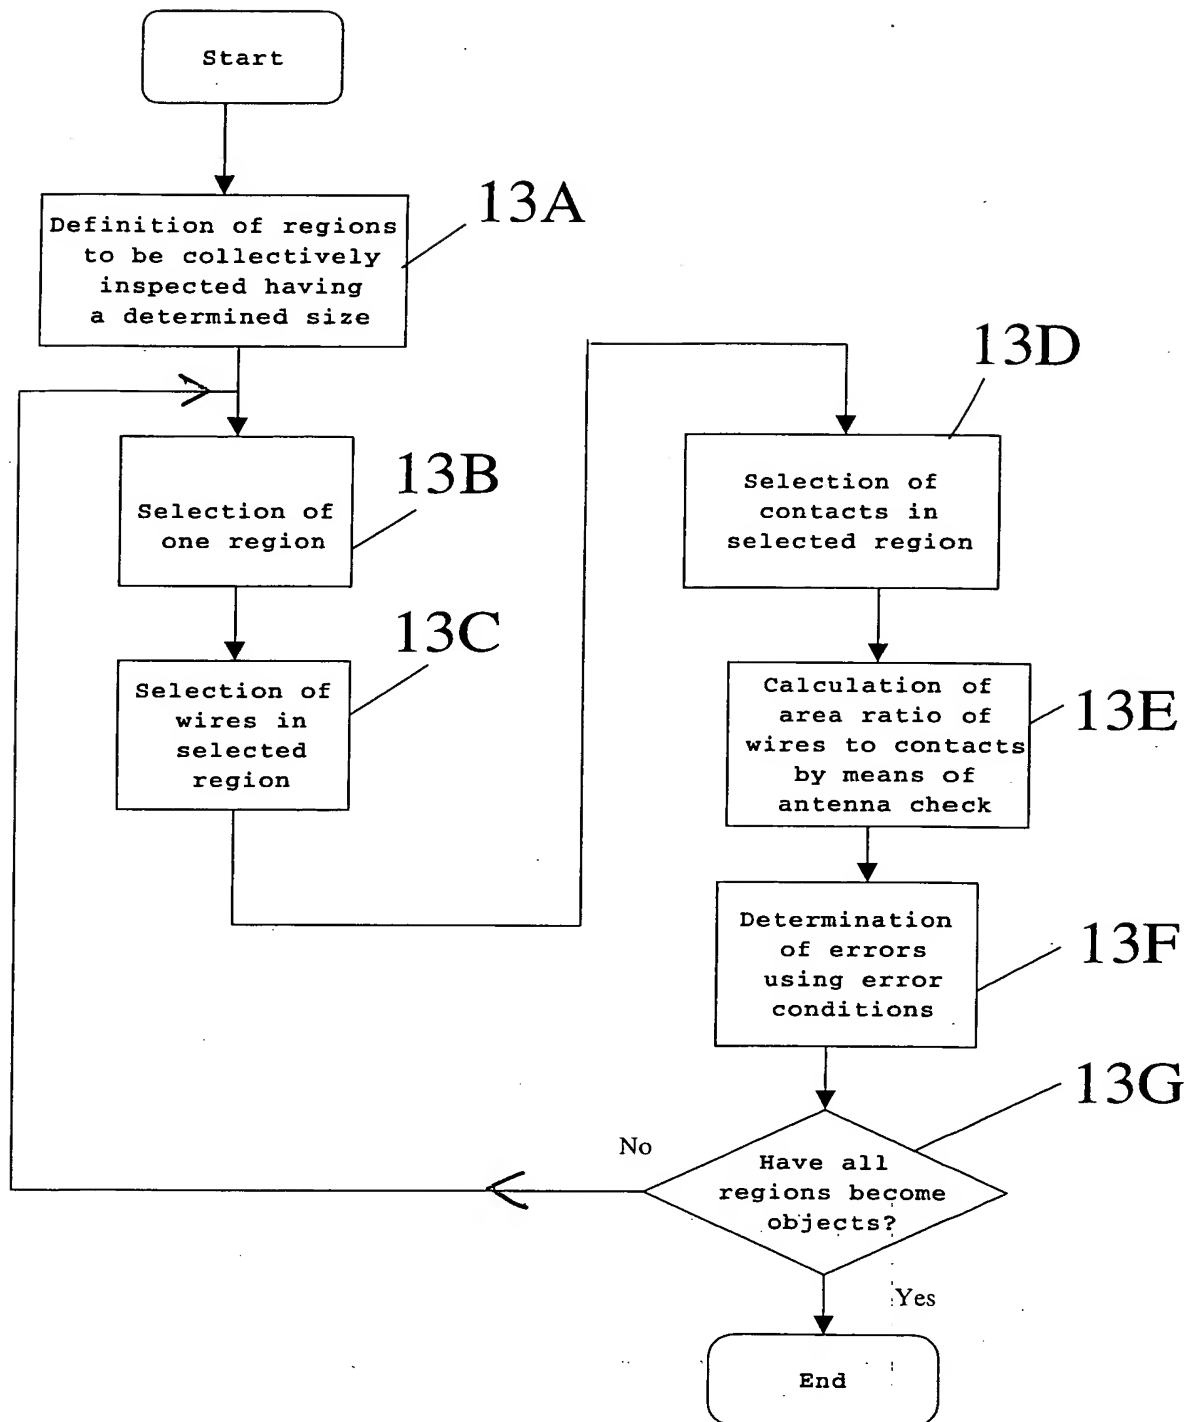 Start
13A
Definition of regions
to be collectively
inspected having
a determined size
13B
Selection of
one region
13C
Selection of
wires in
selected
region
13D
Selection of
contacts in
selected region
Calculation of
area ratio of
wires to contacts
by means of
antenna check
13E
Determination
of errors
using error
conditions
13F
13G
No
Have all
regions become
objects?
Yes
End